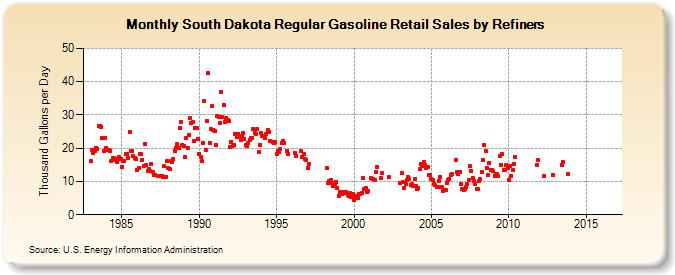 Monthly South Dakota Regular Gasoline Retail Sales by Refiners
Thousand Gallons per Day
50
40
30
20
10
0
1985 1990 1995 2000 2005 2010 2015
Source: U.S. Energy Information Administration